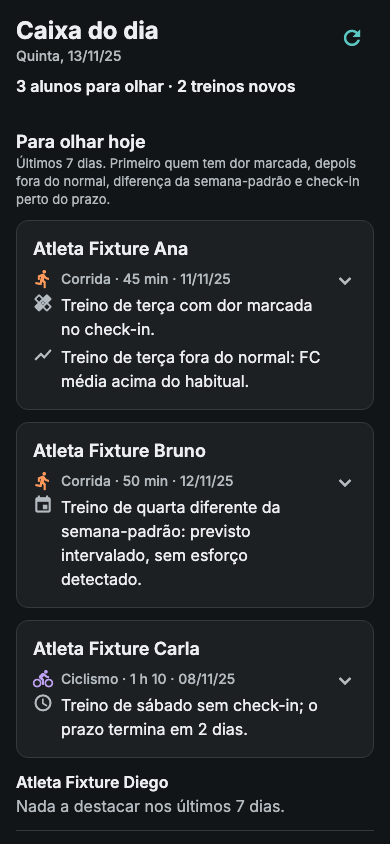 Caixa do dia
Quinta, 13/11/25
3 alunos para olhar · 2 treinos novos
Para olhar hoje
Últimos 7 dias. Primeiro quem tem dor marcada, depois
fora do normal, diferença da semana-padrão e check-in
perto do prazo.
Atleta Fixture Ana
Corrida · 45 min · 11/11/25
Treino de terça com dor marcada
no check-in.
Treino de terça fora do normal: FC
média acima do habitual.
Atleta Fixture Bruno
Corrida · 50 min · 12/11/25
Treino de quarta diferente da
semana-padrão: previsto
intervalado, sem esforço
detectado.
Atleta Fixture Carla
Ciclismo · 1 h 10 · 08/11/25
Treino de sábado sem check-in; o
prazo termina em 2 dias.
Atleta Fixture Diego
Nada a destacar nos últimos 7 dias.